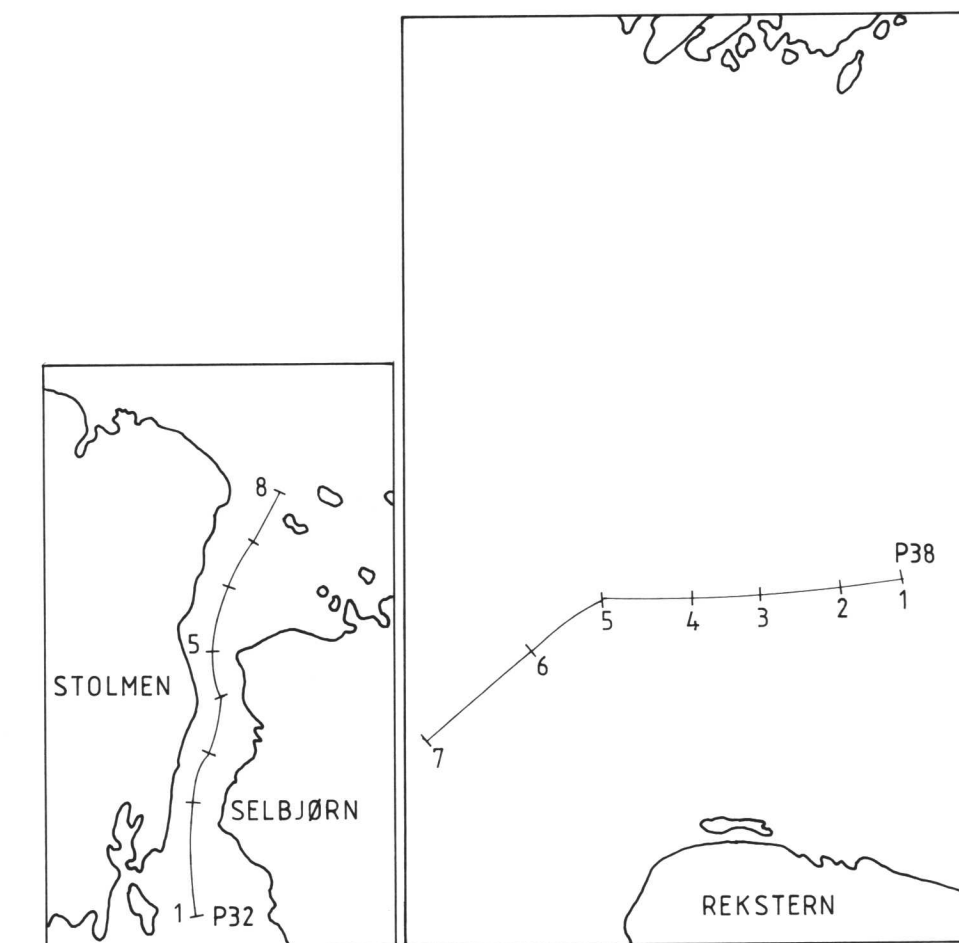 8
5
STOLMEN
SELBJØRN
1 P32
P38
5 4 3 2 1
6
7
REKSTERN